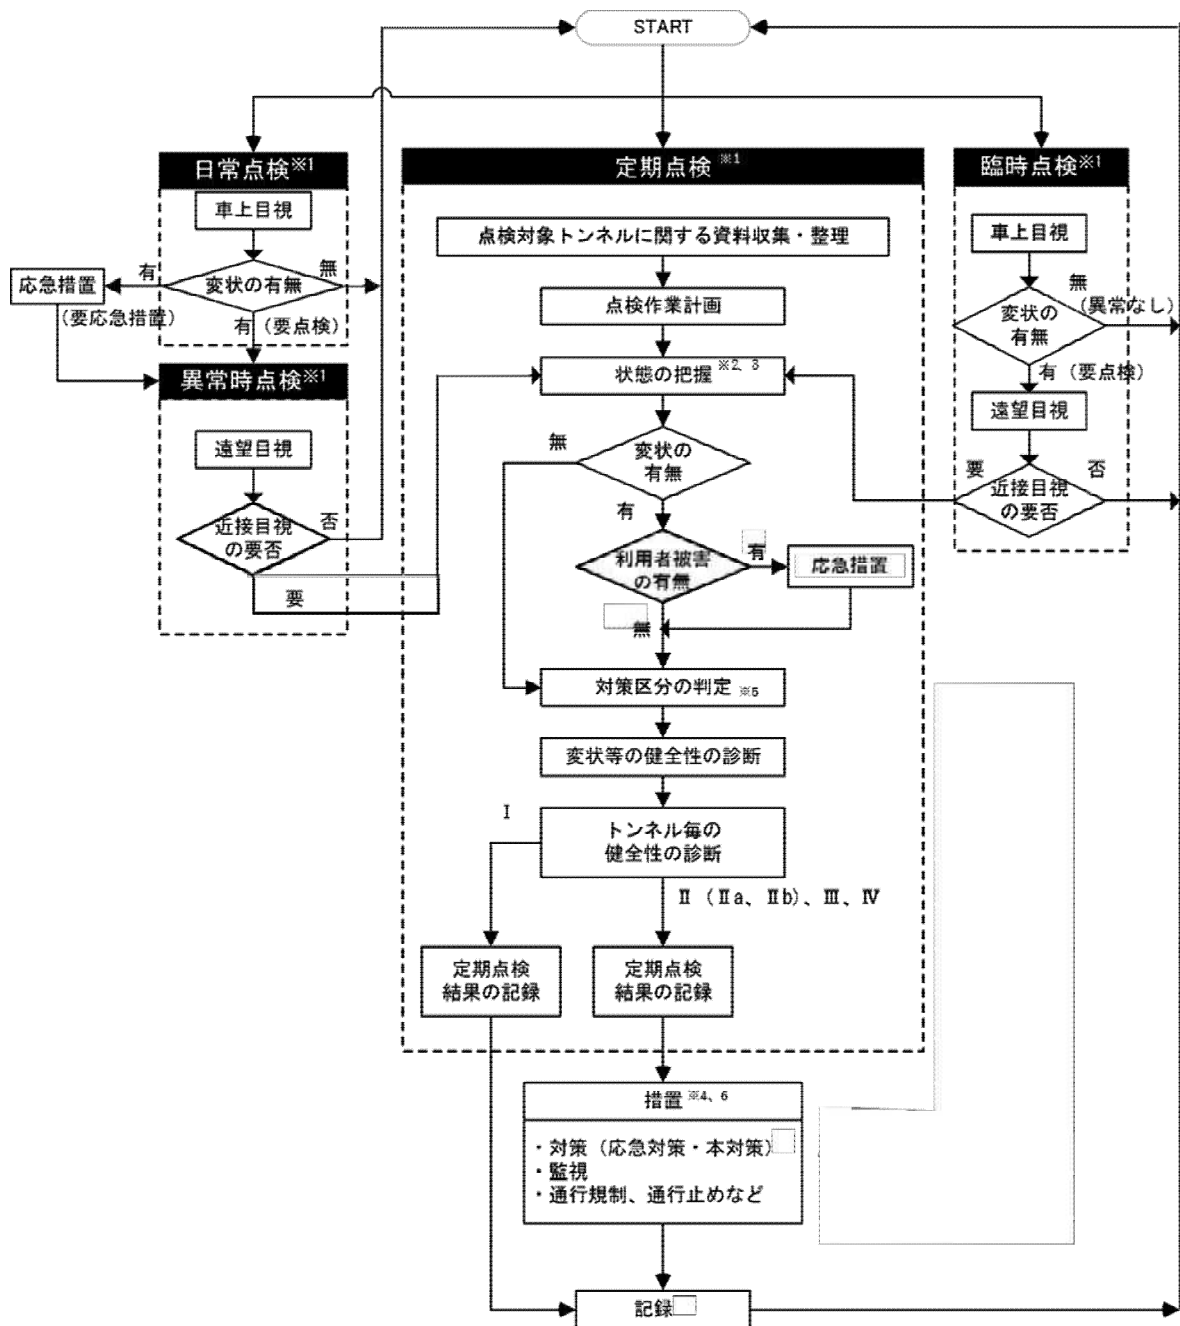 START
日常点検※1
車上目視
変状の有無
有
無
応急措置
(要応急措置)
有(要点検)
異常時点検※1
遠望目視
近接目視
の要否
否
要
定期点検※1
点検対象トンネルに関する資料収集・整理
点検作業計画
状態の把握※2、3
変状の
有無
無
有
利用者被害
の有無
有
応急措置
無
対策区分の判定※5
変状等の健全性の診断
トンネル毎の
健全性の診断
Ⅰ
Ⅱ(Ⅱa、Ⅱb)、Ⅲ、Ⅳ
定期点検
結果の記録
定期点検
結果の記録
措置※4、6
・対策(応急対策・本対策)
・監視
・通行規制、通行止めなど
記録
臨時点検※1
車上目視
変状の
有無
無
(異常なし)
有(要点検)
遠望目視
近接目視
の要否
要
否